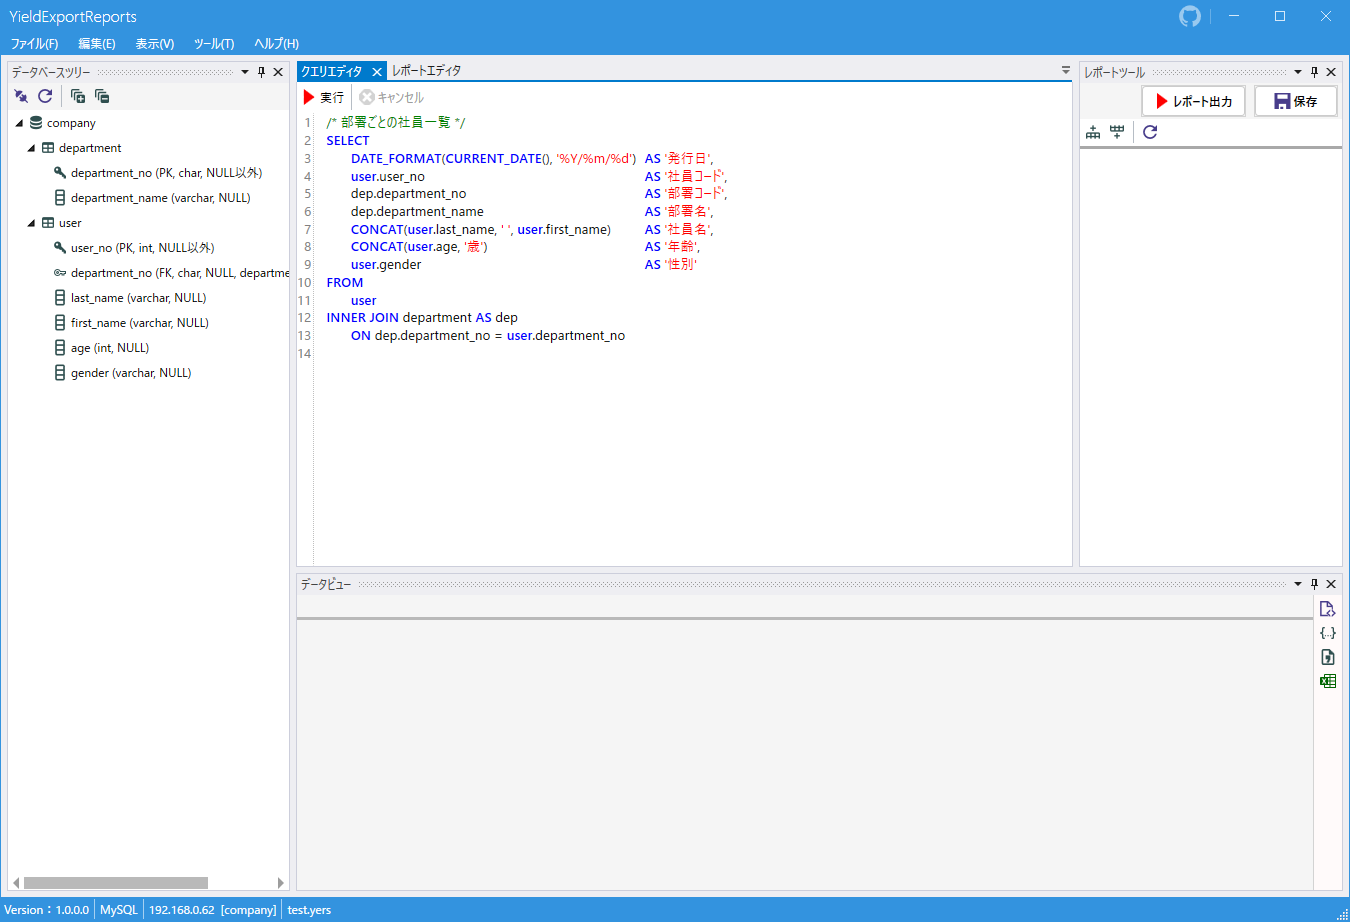 YieldExportReports
ファイル(F) 編集(E) 表示(V) ツール(T) ヘルプ(H)
データベースツリー
company
department
department_no (PK, char, NULL以外)
department_name (varchar, NULL)
user
user_no (PK, int, NULL以外)
department_no (FK, char, NULL, departme
last_name (varchar, NULL)
first_name (varchar, NULL)
age (int, NULL)
gender (varchar, NULL)
クエリエディタ レポートエディタ
実行 キャンセル
1 /* 部署ごとの社員一覧 */
2 SELECT
3 DATE_FORMAT(CURRENT_DATE(), '%Y/%m/%d') AS '発行日',
4 user.user_no AS '社員コード',
5 dep.department_no AS '部署コード',
6 dep.department_name AS '部署名',
7 CONCAT(user.last_name, ' ', user.first_name) AS '社員名',
8 CONCAT(user.age, '歳') AS '年齢',
9 user.gender AS '性別'
10 FROM
11 user
12 INNER JOIN department AS dep
13 ON dep.department_no = user.department_no
14
レポートツール
レポート出力 保存
データビュー
Version：1.0.0.0 MySQL 192.168.0.62 [company] test.yers